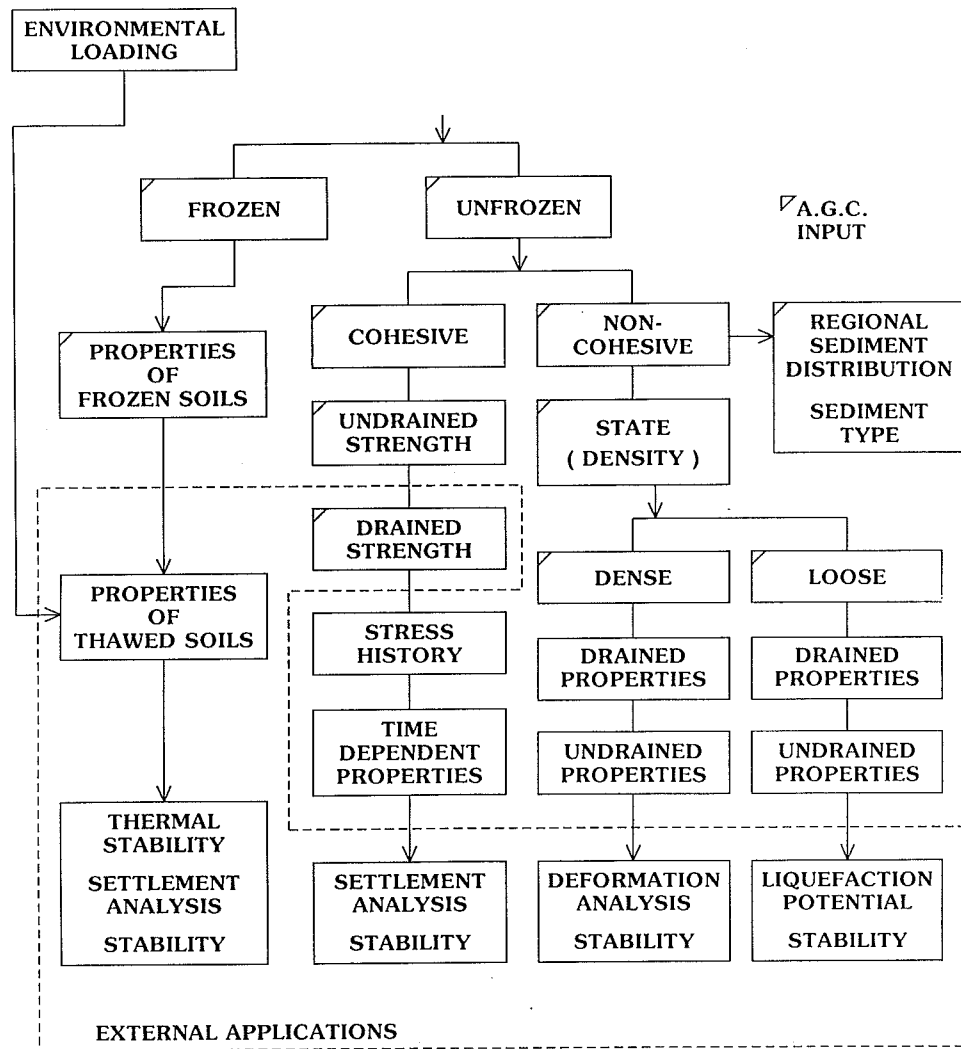 ENVIRONMENTAL
LOADING
FROZEN
UNFROZEN
A.G.C.
INPUT
PROPERTIES
OF
FROZEN SOILS
COHESIVE
NON-
COHESIVE
REGIONAL
SEDIMENT
DISTRIBUTION
SEDIMENT
TYPE
UNDRAINED
STRENGTH
STATE
( DENSITY )
DRAINED
STRENGTH
DENSE
LOOSE
PROPERTIES
OF
THAWED SOILS
STRESS
HISTORY
DRAINED
PROPERTIES
DRAINED
PROPERTIES
TIME
DEPENDENT
PROPERTIES
UNDRAINED
PROPERTIES
UNDRAINED
PROPERTIES
THERMAL
STABILITY
SETTLEMENT
ANALYSIS
STABILITY
SETTLEMENT
ANALYSIS
STABILITY
DEFORMATION
ANALYSIS
STABILITY
LIQUEFACTION
POTENTIAL
STABILITY
EXTERNAL APPLICATIONS